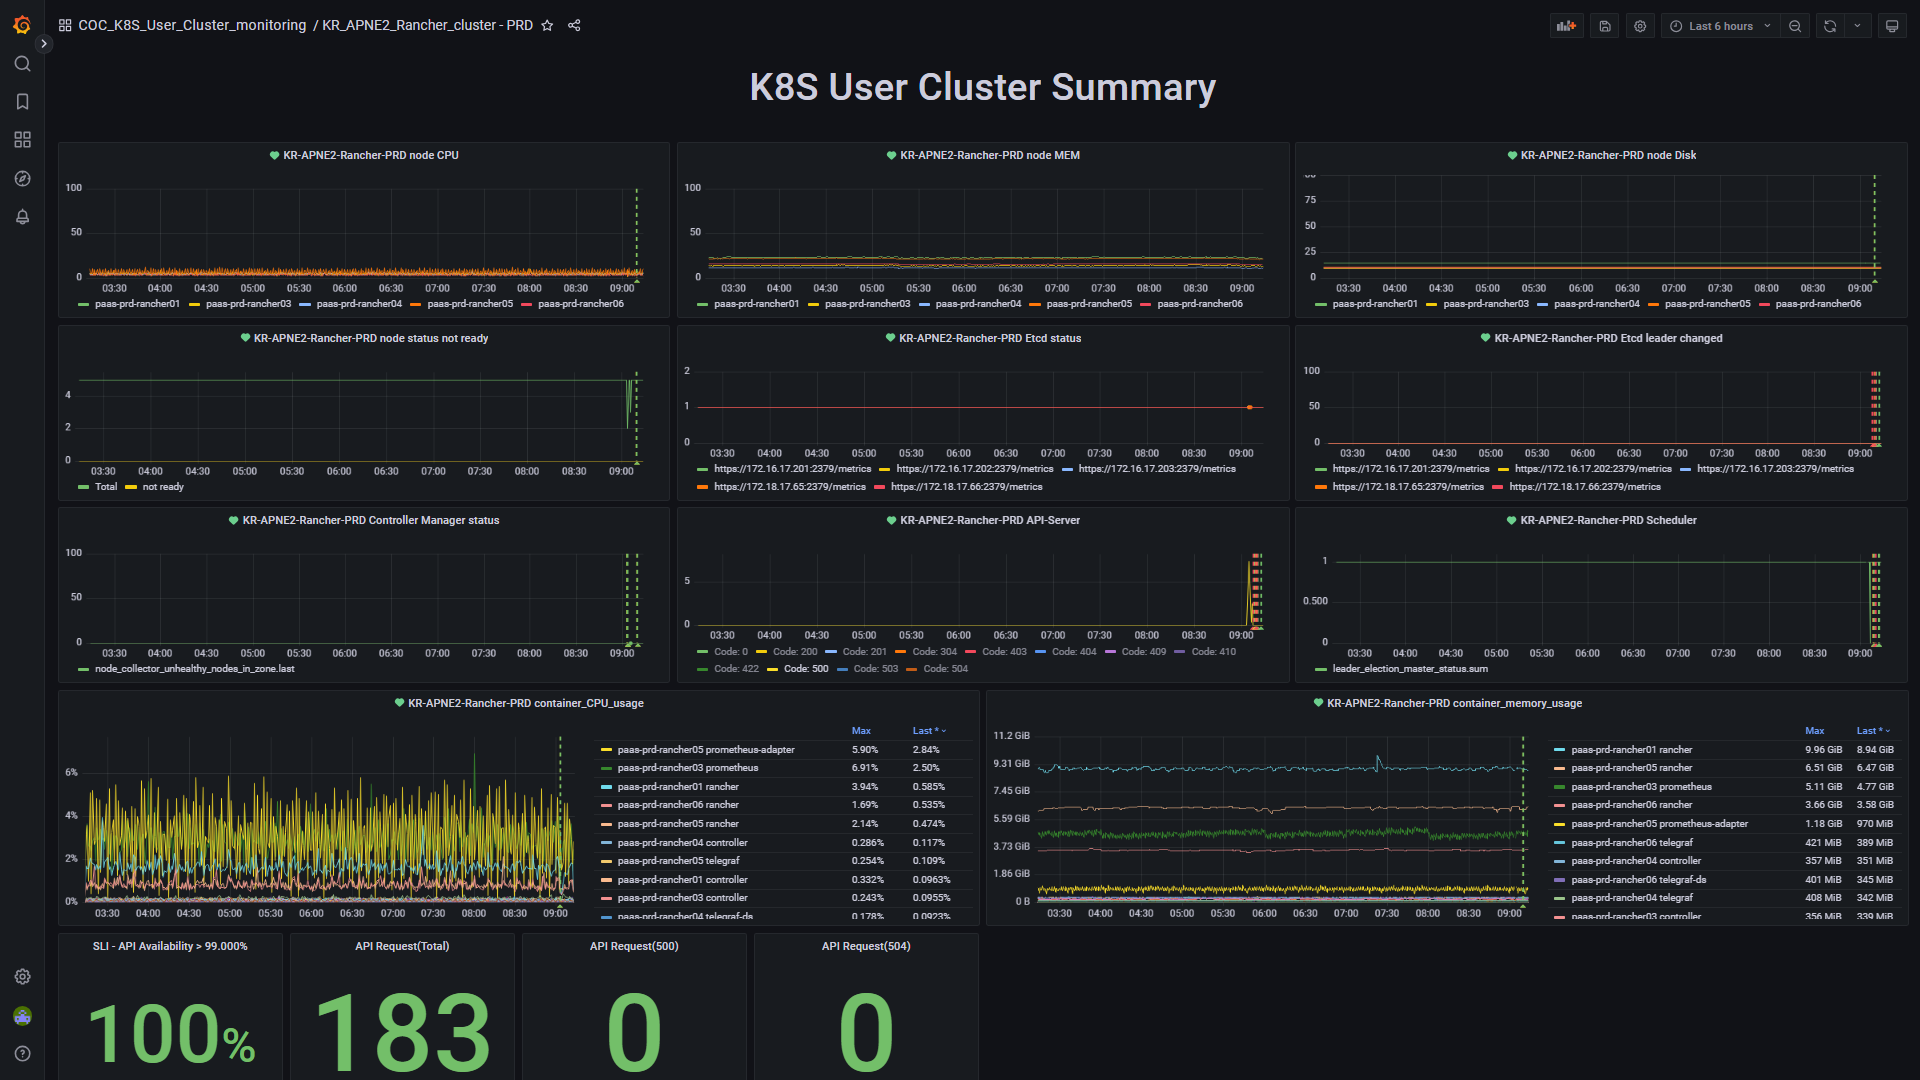 COC_K8S_User_Cluster_monitoring / KR_APNE2_Rancher_cluster - PRD
Last 6 hours
K8S User Cluster Summary
KR-APNE2-Rancher-PRD node CPU
100
50
0
03:30 04:00 04:30 05:00 05:30 06:00 06:30 07:00 07:30 08:00 08:30 09:00
paas-prd-rancher01 paas-prd-rancher03 paas-prd-rancher04 paas-prd-rancher05 paas-prd-rancher06
KR-APNE2-Rancher-PRD node MEM
100
50
0
03:30 04:00 04:30 05:00 05:30 06:00 06:30 07:00 07:30 08:00 08:30 09:00
paas-prd-rancher01 paas-prd-rancher03 paas-prd-rancher04 paas-prd-rancher05 paas-prd-rancher06
KR-APNE2-Rancher-PRD node Disk
75
50
25
0
03:30 04:00 04:30 05:00 05:30 06:00 06:30 07:00 07:30 08:00 08:30 09:00
paas-prd-rancher01 paas-prd-rancher03 paas-prd-rancher04 paas-prd-rancher05 paas-prd-rancher06
KR-APNE2-Rancher-PRD node status not ready
4
2
0
03:30 04:00 04:30 05:00 05:30 06:00 06:30 07:00 07:30 08:00 08:30 09:00
Total not ready
KR-APNE2-Rancher-PRD Etcd status
2
1
0
03:30 04:00 04:30 05:00 05:30 06:00 06:30 07:00 07:30 08:00 08:30 09:00
https://172.16.17.201:2379/metrics https://172.16.17.202:2379/metrics https://172.16.17.203:2379/metrics
https://172.18.17.65:2379/metrics https://172.18.17.66:2379/metrics
KR-APNE2-Rancher-PRD Etcd leader changed
100
50
0
03:30 04:00 04:30 05:00 05:30 06:00 06:30 07:00 07:30 08:00 08:30 09:00
https://172.16.17.201:2379/metrics https://172.16.17.202:2379/metrics https://172.16.17.203:2379/metrics
https://172.18.17.65:2379/metrics https://172.18.17.66:2379/metrics
KR-APNE2-Rancher-PRD Controller Manager status
100
50
0
03:30 04:00 04:30 05:00 05:30 06:00 06:30 07:00 07:30 08:00 08:30 09:00
node_collector_unhealthy_nodes_in_zone.last
KR-APNE2-Rancher-PRD API-Server
5
0
03:30 04:00 04:30 05:00 05:30 06:00 06:30 07:00 07:30 08:00 08:30 09:00
Code: 0 Code: 200 Code: 201 Code: 304 Code: 403 Code: 404 Code: 409 Code: 410
Code: 422 Code: 500 Code: 503 Code: 504
KR-APNE2-Rancher-PRD Scheduler
1
0.500
0
03:30 04:00 04:30 05:00 05:30 06:00 06:30 07:00 07:30 08:00 08:30 09:00
leader_election_master_status.sum
KR-APNE2-Rancher-PRD container_CPU_usage
6%
4%
2%
0%
03:30 04:00 04:30 05:00 05:30 06:00 06:30 07:00 07:30 08:00 08:30 09:00
Max Last *
paas-prd-rancher05 prometheus-adapter 5.90% 2.84%
paas-prd-rancher03 prometheus 6.91% 2.50%
paas-prd-rancher01 rancher 3.94% 0.585%
paas-prd-rancher06 rancher 1.69% 0.535%
paas-prd-rancher05 rancher 2.14% 0.474%
paas-prd-rancher04 controller 0.286% 0.117%
paas-prd-rancher05 telegraf 0.254% 0.109%
paas-prd-rancher01 controller 0.332% 0.0963%
paas-prd-rancher03 controller 0.243% 0.0955%
paas-prd-rancher04 telegraf-ds 0.178% 0.0923%
KR-APNE2-Rancher-PRD container_memory_usage
11.2 GiB
9.31 GiB
7.45 GiB
5.59 GiB
3.73 GiB
1.86 GiB
0 B
03:30 04:00 04:30 05:00 05:30 06:00 06:30 07:00 07:30 08:00 08:30 09:00
Max Last *
paas-prd-rancher01 rancher 9.96 GiB 8.94 GiB
paas-prd-rancher05 rancher 6.51 GiB 6.47 GiB
paas-prd-rancher03 prometheus 5.11 GiB 4.77 GiB
paas-prd-rancher06 rancher 3.66 GiB 3.58 GiB
paas-prd-rancher05 prometheus-adapter 1.18 GiB 970 MiB
paas-prd-rancher06 telegraf 421 MiB 389 MiB
paas-prd-rancher04 controller 357 MiB 351 MiB
paas-prd-rancher06 telegraf-ds 401 MiB 345 MiB
paas-prd-rancher04 telegraf 408 MiB 342 MiB
paas-prd-rancher03 controller 356 MiB 339 MiB
SLI - API Availability > 99.000%
100%
API Request(Total)
183
API Request(500)
0
API Request(504)
0